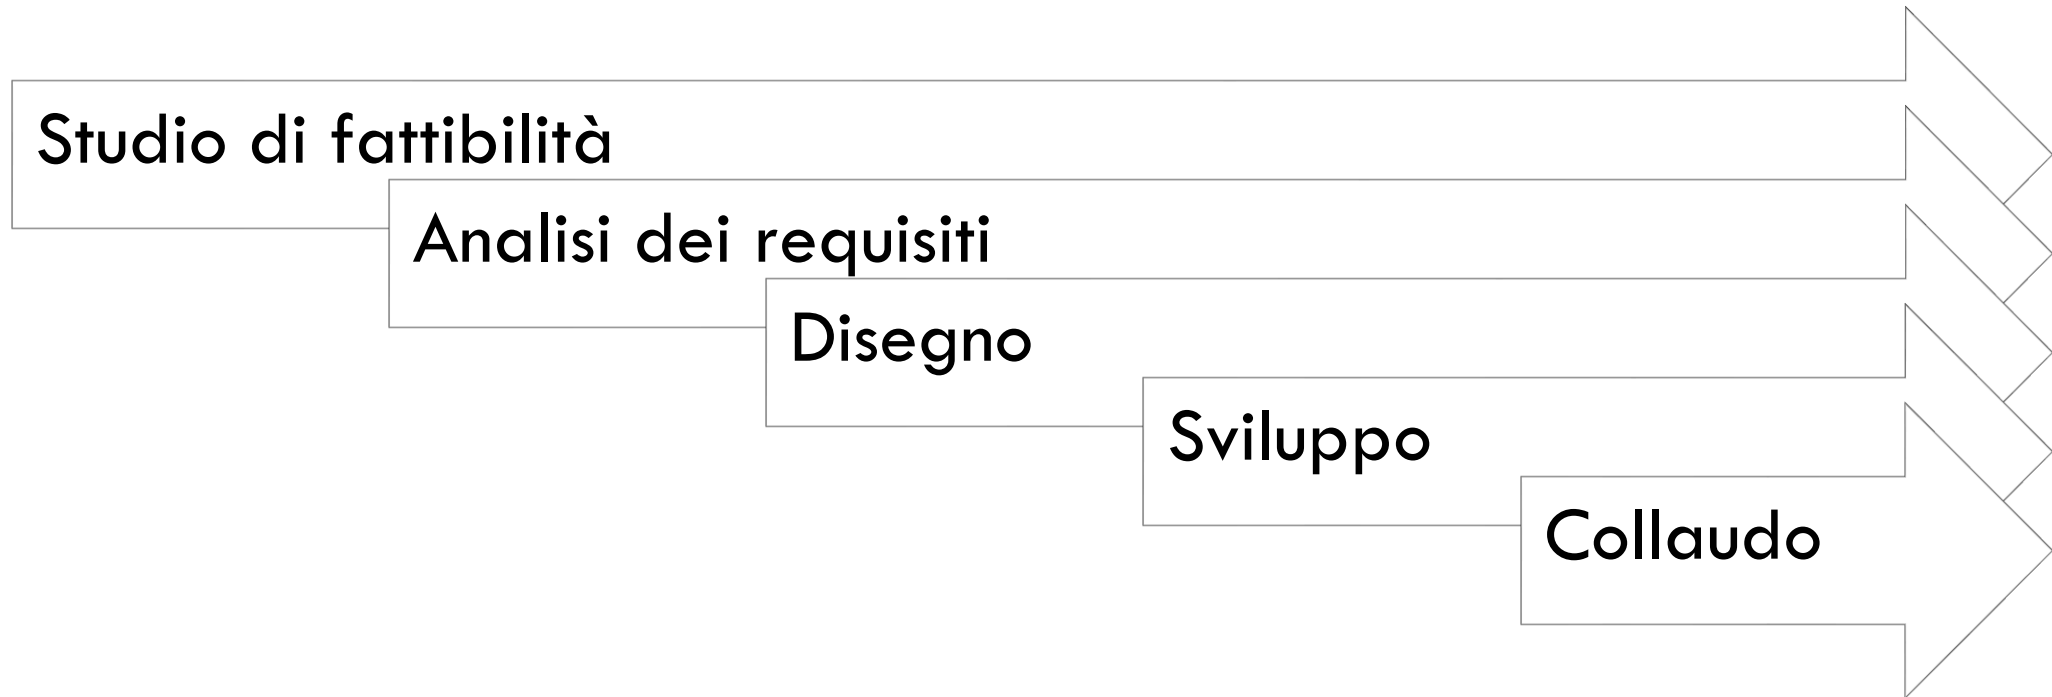 Studio di fattibilità
Analisi dei requisiti
Disegno
Sviluppo
Collaudo